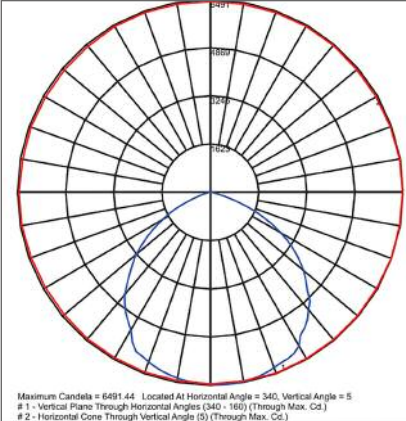 6491
4869
3246
1623
Maximum Candela = 6491.44 Located At Horizontal Angle = 340, Vertical Angle = 5
# 1 - Vertical Plane Through Horizontal Angles (340 - 160) (Through Max. Cd.)
# 2 - Horizontal Cone Through Vertical Angle (5) (Through Max. Cd.)